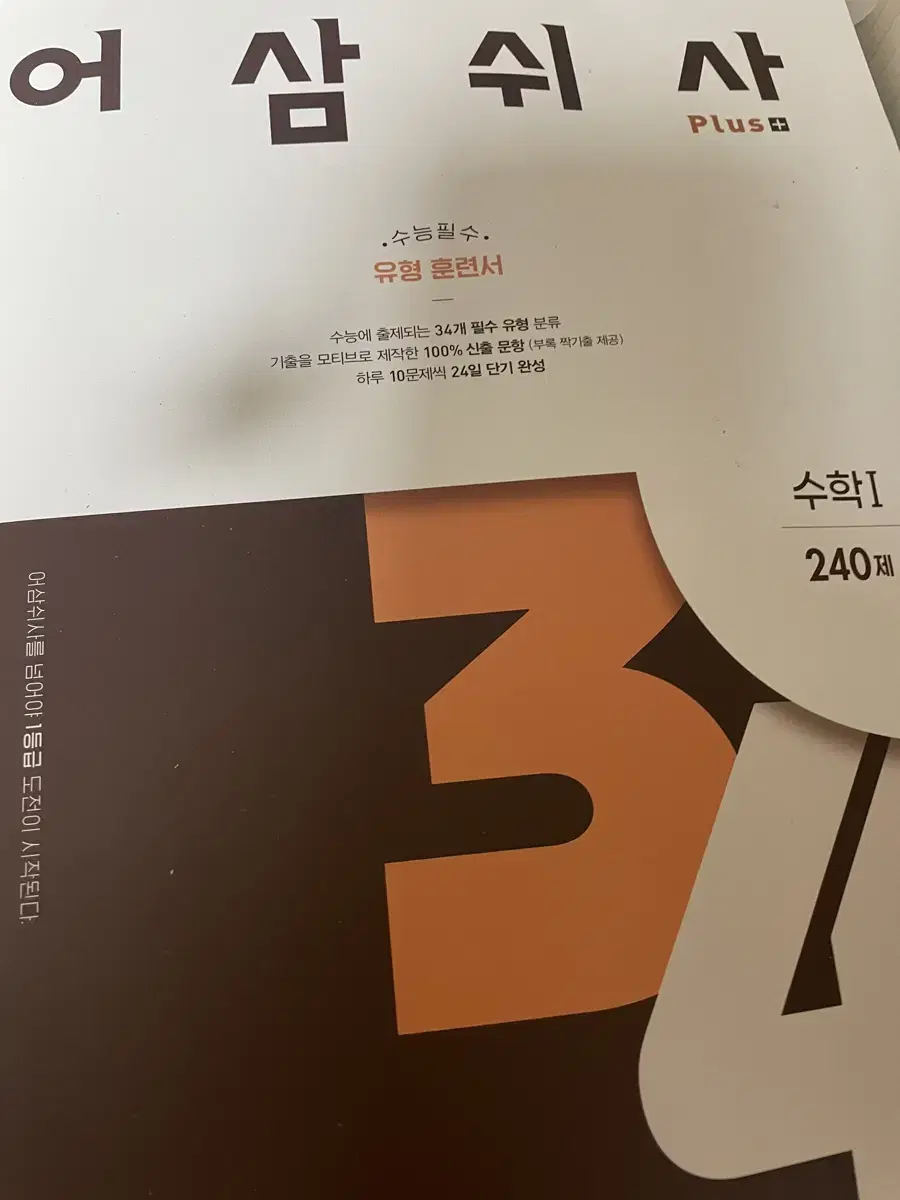 어삼쉬사
Plus+
수능필수
유형 훈련서
수능에 출제되는 34개 필수 유형 분류
기출을 모티브로 제작한 100% 신출 문항 (부록 짝기출 제공)
하루 10문제씩 24일 단기 완성
수학I
240제
34
어삼쉬사를 넘어야 1등급 도전이 시작된다.